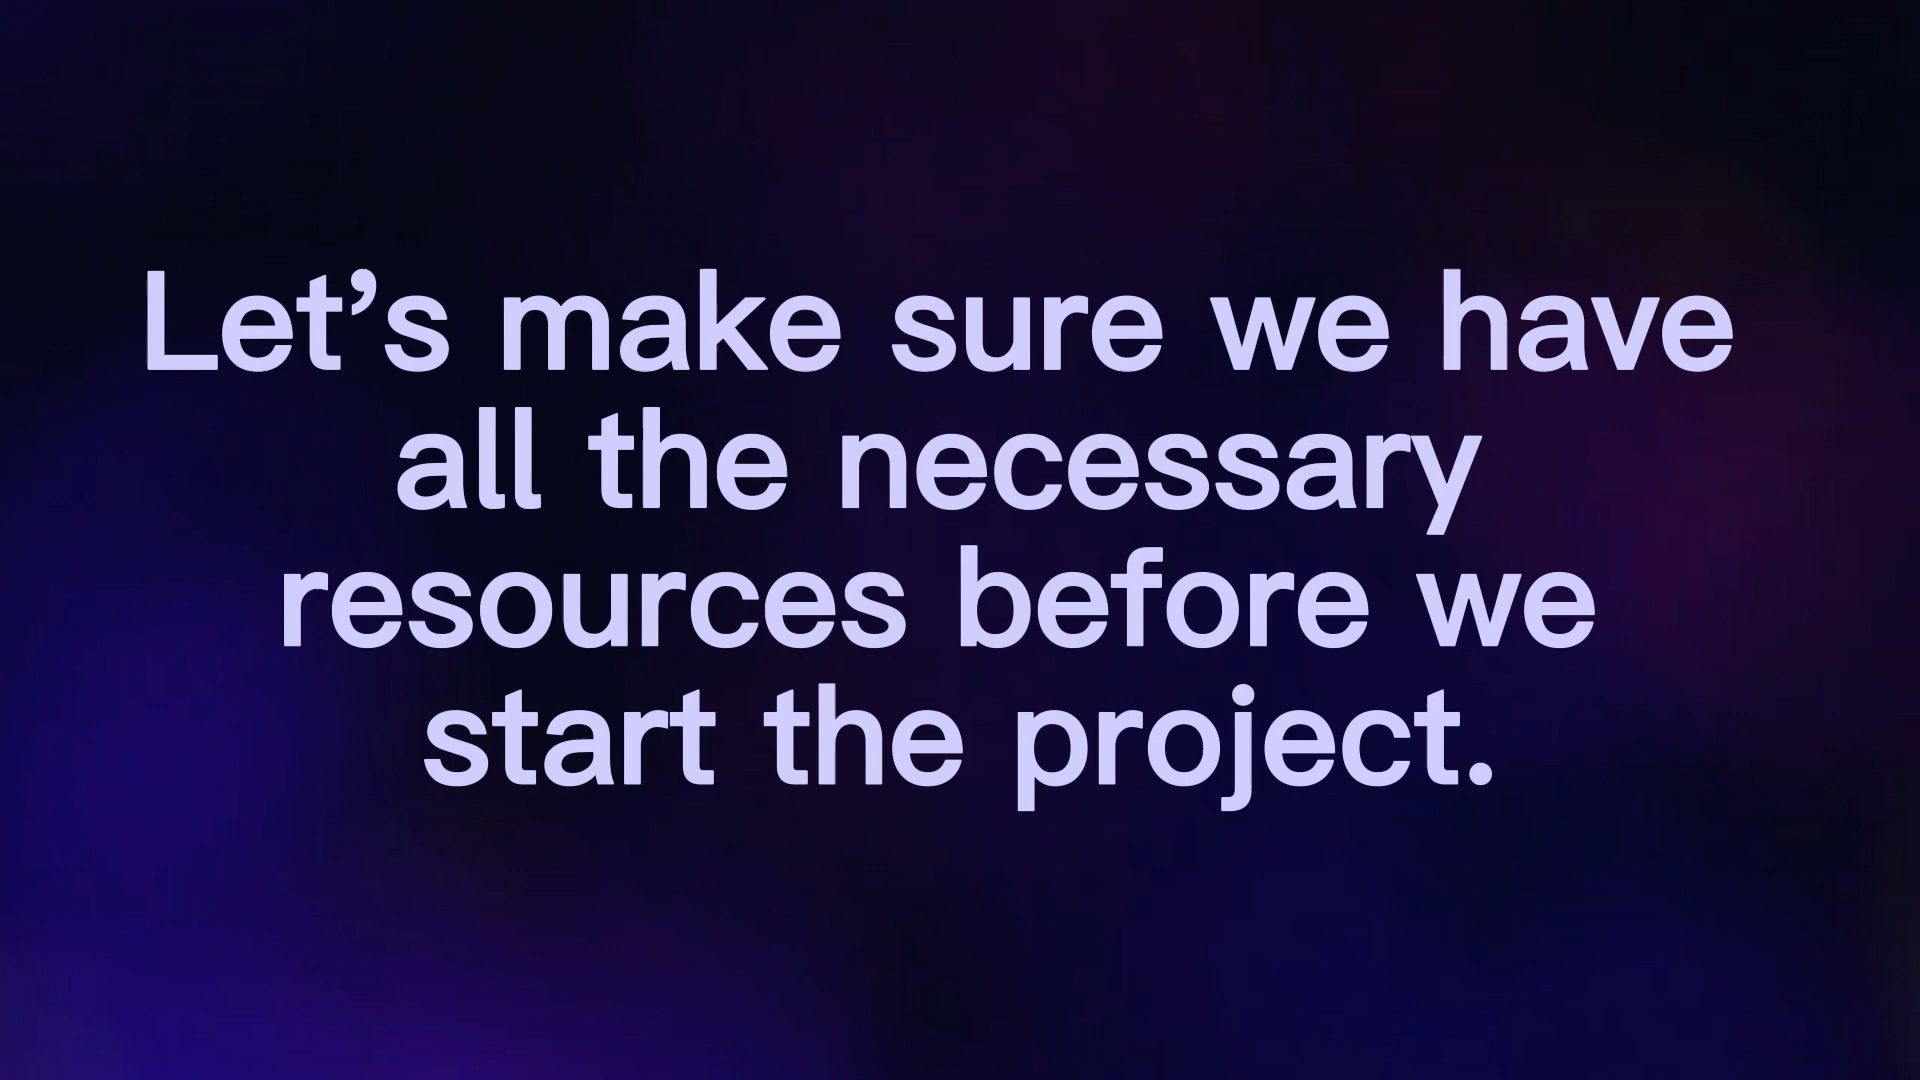 Let’s make sure we have
all the necessary
resources before we
start the project.